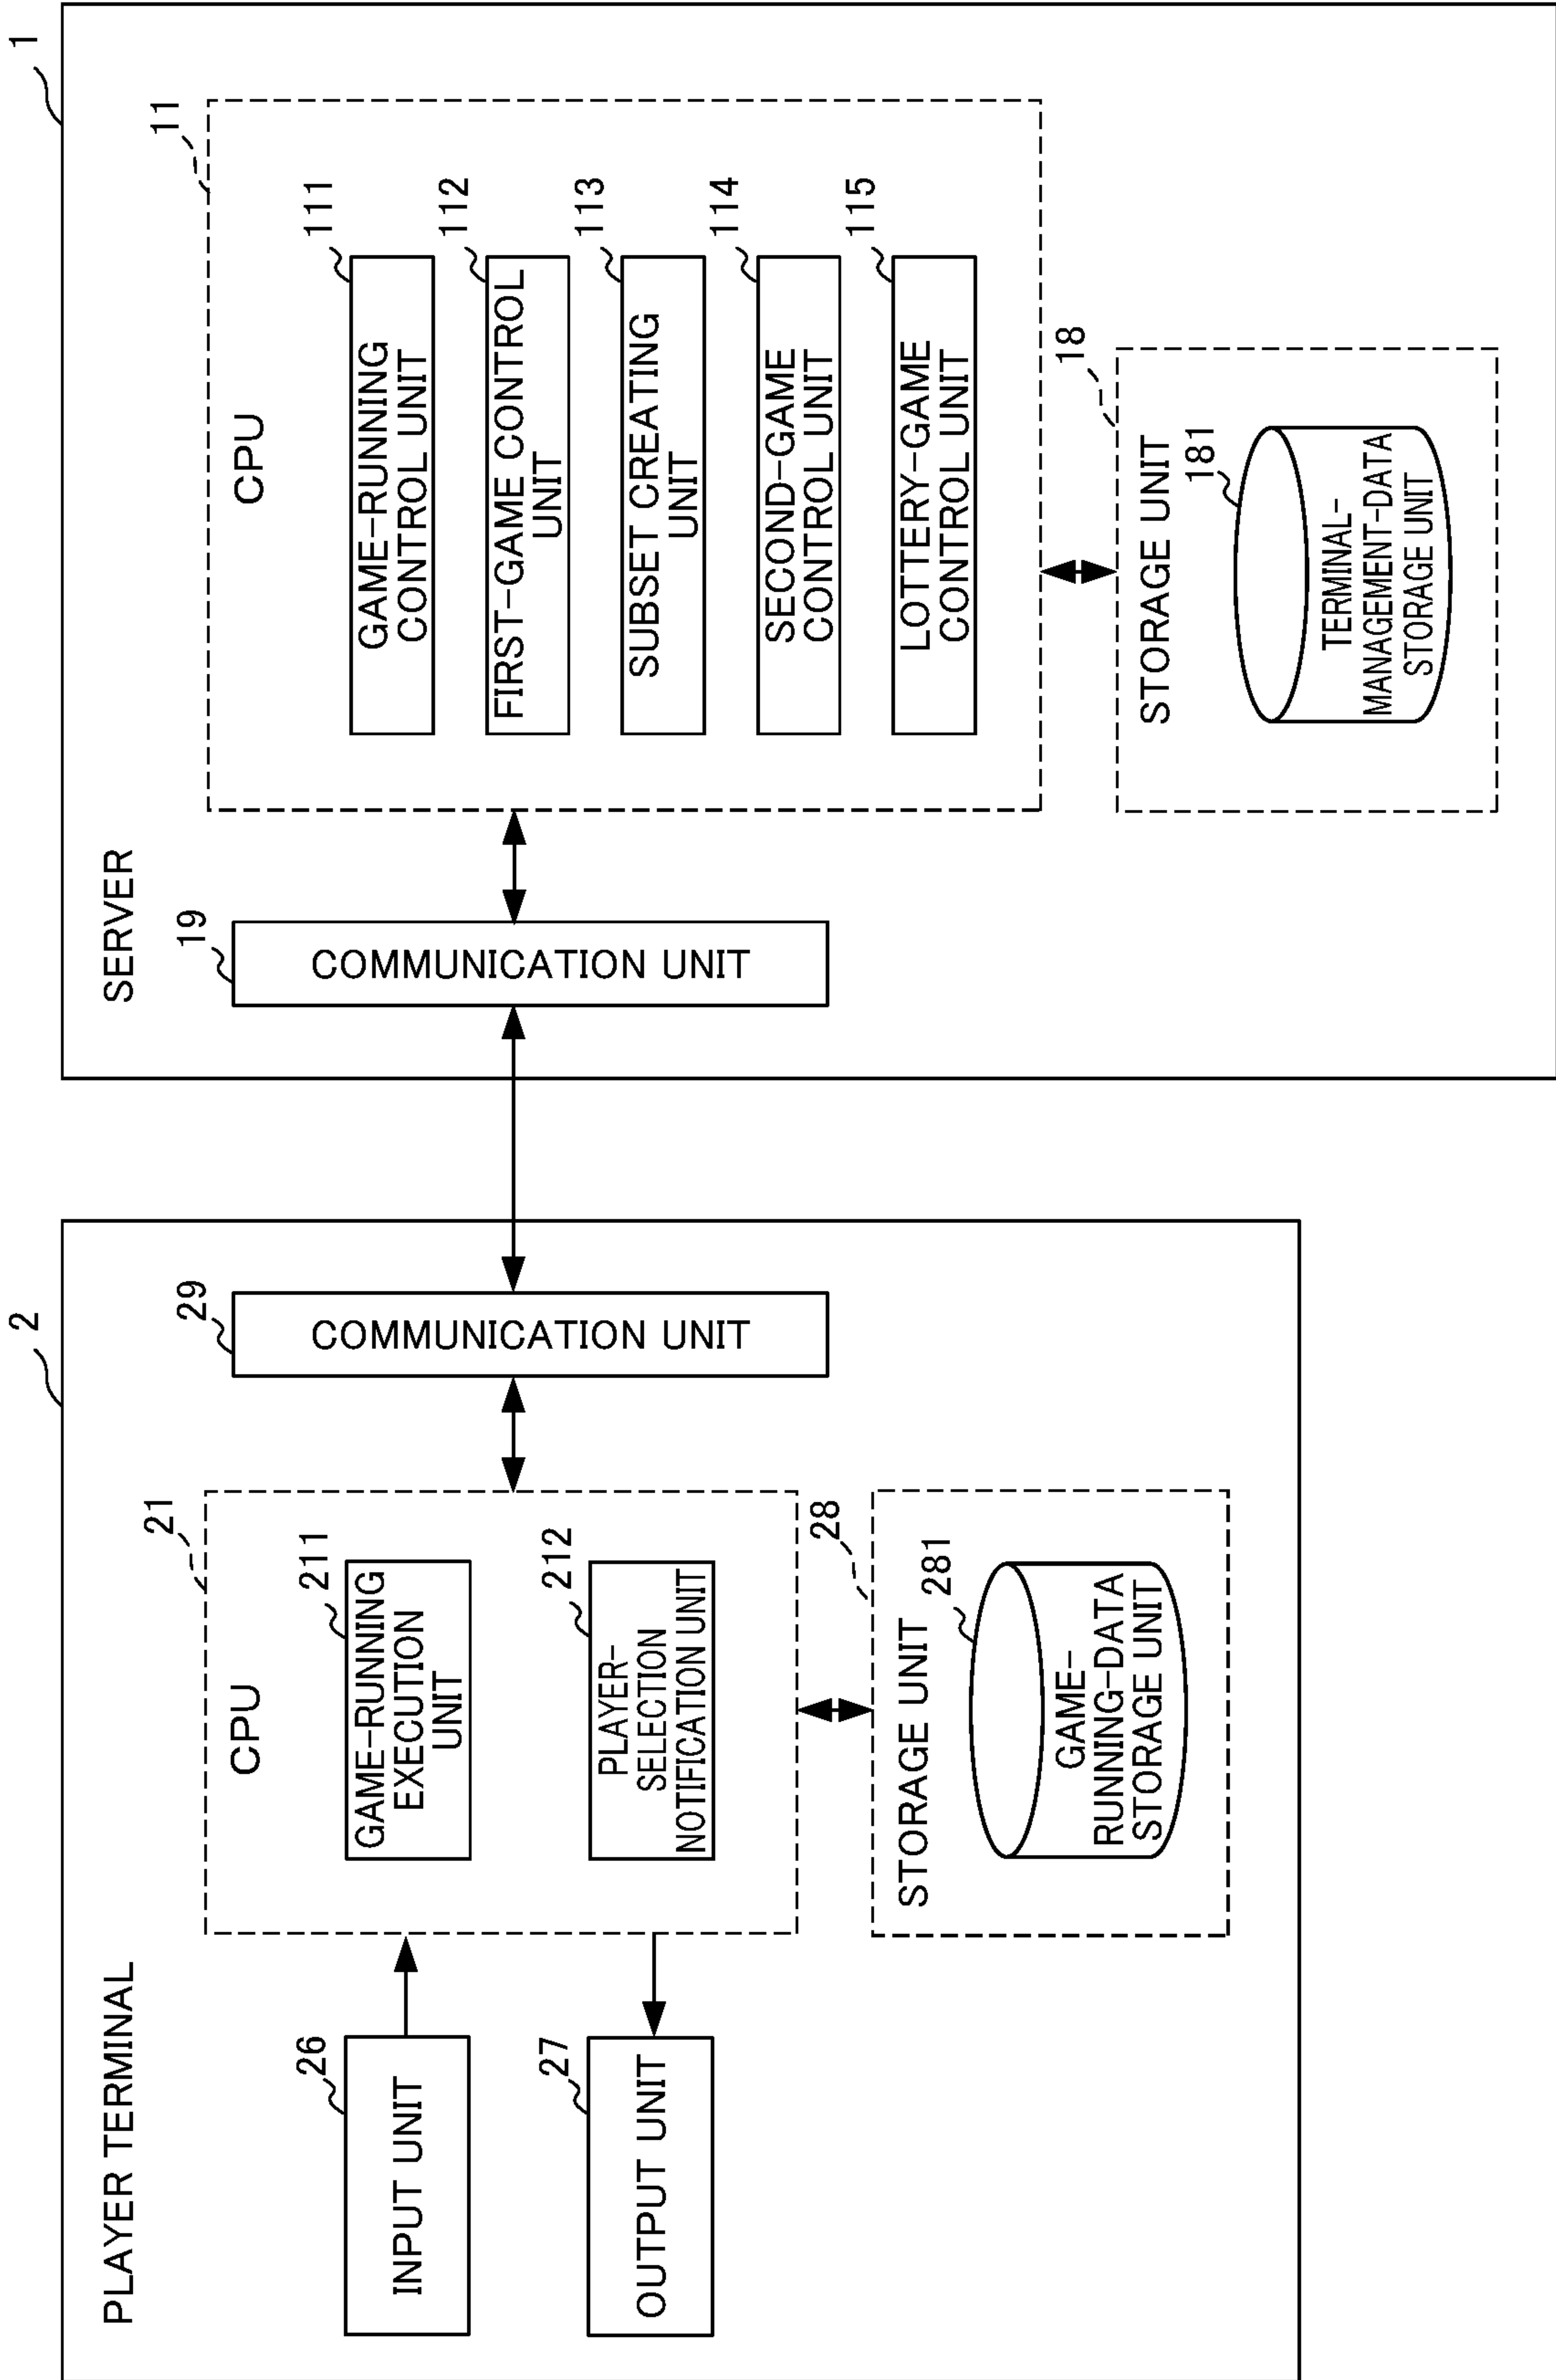 2
PLAYER TERMINAL
26
INPUT UNIT
27
OUTPUT UNIT
21
CPU
211
GAME-RUNNING
EXECUTION
UNIT
212
PLAYER-
SELECTION
NOTIFICATION UNIT
28
STORAGE UNIT
281
GAME-
RUNNING-DATA
STORAGE UNIT
29
COMMUNICATION UNIT
1
SERVER
19
COMMUNICATION UNIT
11
CPU
111
GAME-RUNNING
CONTROL UNIT
112
FIRST-GAME CONTROL
UNIT
113
SUBSET CREATING
UNIT
114
SECOND-GAME
CONTROL UNIT
115
LOTTERY-GAME
CONTROL UNIT
18
STORAGE UNIT
181
TERMINAL-
MANAGEMENT-DATA
STORAGE UNIT